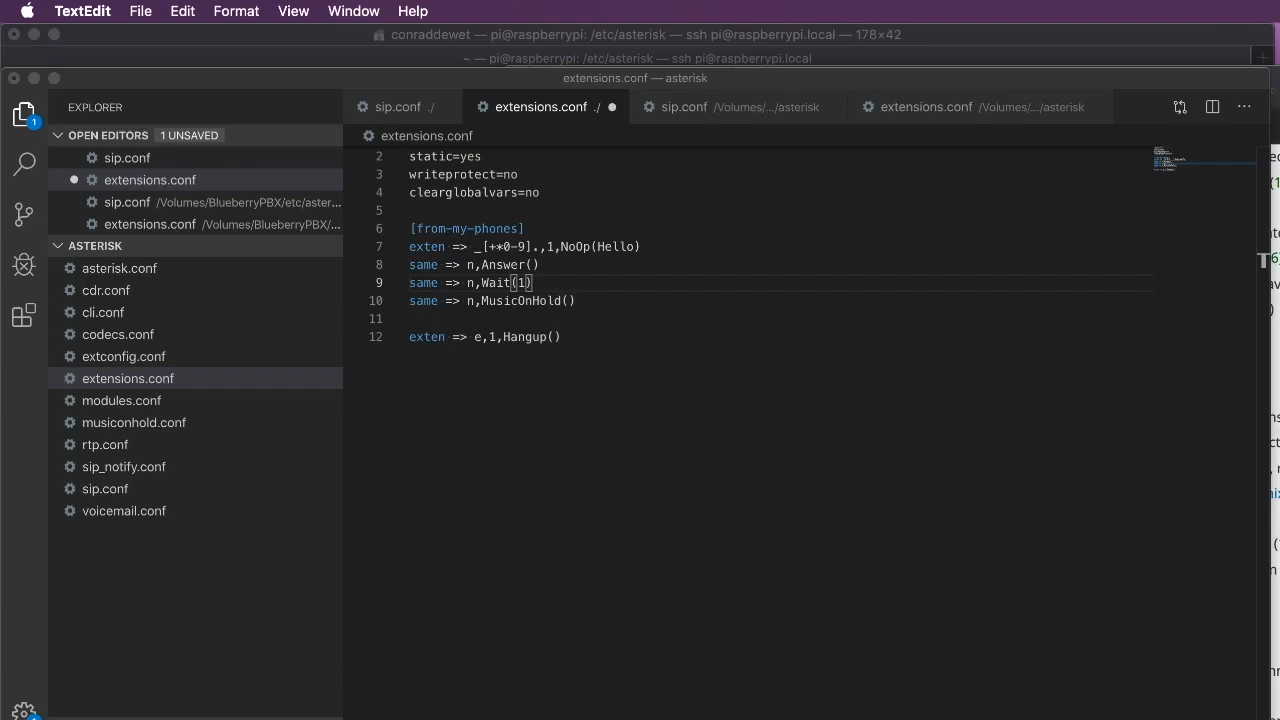 TextEdit File Edit Format View Window Help
conraddewet — pi@raspberrypi: /etc/asterisk — ssh pi@raspberrypi.local — 178×42
~ — pi@raspberrypi: /etc/asterisk — ssh pi@raspberrypi.local
extensions.conf — asterisk
EXPLORER
sip.conf ./
extensions.conf ./
sip.conf /Volumes/.../asterisk
extensions.conf /Volumes/.../asterisk
1
OPEN EDITORS 1 UNSAVED
extensions.conf
sip.conf
extensions.conf
sip.conf /Volumes/BlueberryPBX/etc/aster...
extensions.conf /Volumes/BlueberryPBX/...
ASTERISK
asterisk.conf
cdr.conf
cli.conf
codecs.conf
extconfig.conf
extensions.conf
modules.conf
musiconhold.conf
rtp.conf
sip_notify.conf
sip.conf
voicemail.conf
2 static=yes
3 writeprotect=no
4 clearglobalvars=no
5
6 [from-my-phones]
7 exten => _[+*0-9].,1,NoOp(Hello)
8 same => n,Answer()
9 same => n,Wait(1)
10 same => n,MusicOnHold()
11
12 exten => e,1,Hangup()